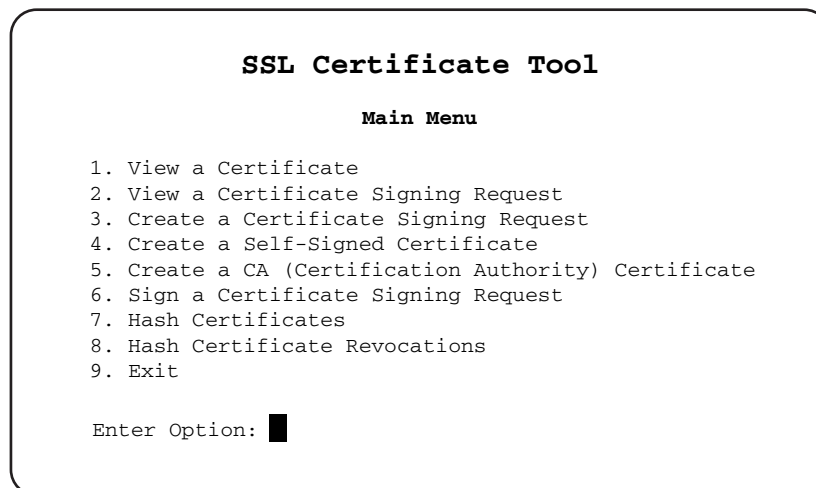 SSL Certificate Tool
Main Menu
1. View a Certificate
2. View a Certificate Signing Request
3. Create a Certificate Signing Request
4. Create a Self-Signed Certificate
5. Create a CA (Certification Authority) Certificate
6. Sign a Certificate Signing Request
7. Hash Certificates
8. Hash Certificate Revocations
9. Exit
Enter Option: